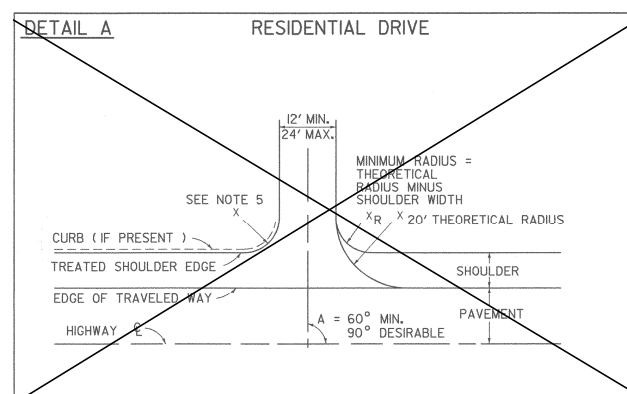 DETAIL A
RESIDENTIAL DRIVE
12' MIN.
24' MAX.
MINIMUM RADIUS =
THEORETICAL
RADIUS MINUS
SHOULDER WIDTH
SEE NOTE 5
X
X R
X 20' THEORETICAL RADIUS
CURB ( IF PRESENT )
TREATED SHOULDER EDGE
SHOULDER
EDGE OF TRAVELED WAY
PAVEMENT
A = 60° MIN.
90° DESIRABLE
HIGHWAY ℄